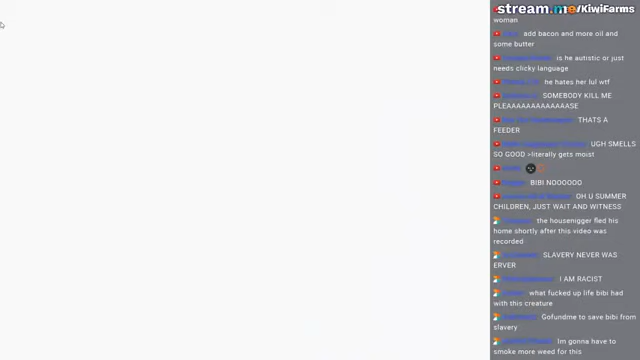 stream.me/KiwiFarms
woman
add bacon and more oil and
some butter
is he autistic or just
needs clicky language
he hates her lul wtf
SOMEBODY KILL ME
PLEAAAAAAAAAAAASE
THATS A
FEEDER
UGH SMELLS
SO GOOD >literally gets moist
BIBI NOOOOOO
OH U SUMMER
CHILDREN, JUST WAIT AND WITNESS
the housenigger fled his
home shortly after this video was
recorded
SLAVERY NEVER WAS
ERVER
I AM RACIST
what fucked up life bibi had
with this creature
Gofundme to save bibi from
slavery
Im gonna have to
smoke more weed for this